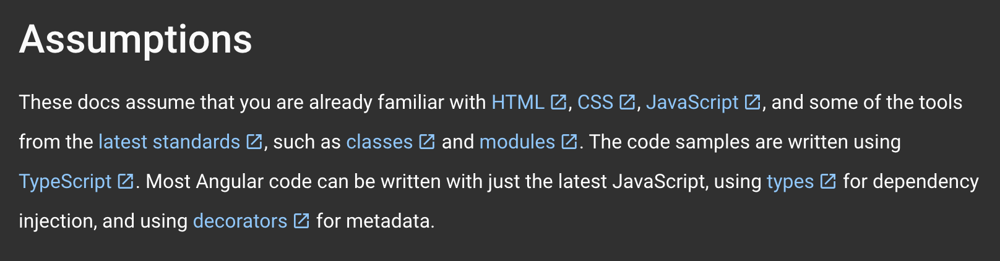 Assumptions
These docs assume that you are already familiar with HTML, CSS, JavaScript, and some of the tools
from the latest standards, such as classes and modules. The code samples are written using
TypeScript. Most Angular code can be written with just the latest JavaScript, using types for dependency
injection, and using decorators for metadata.